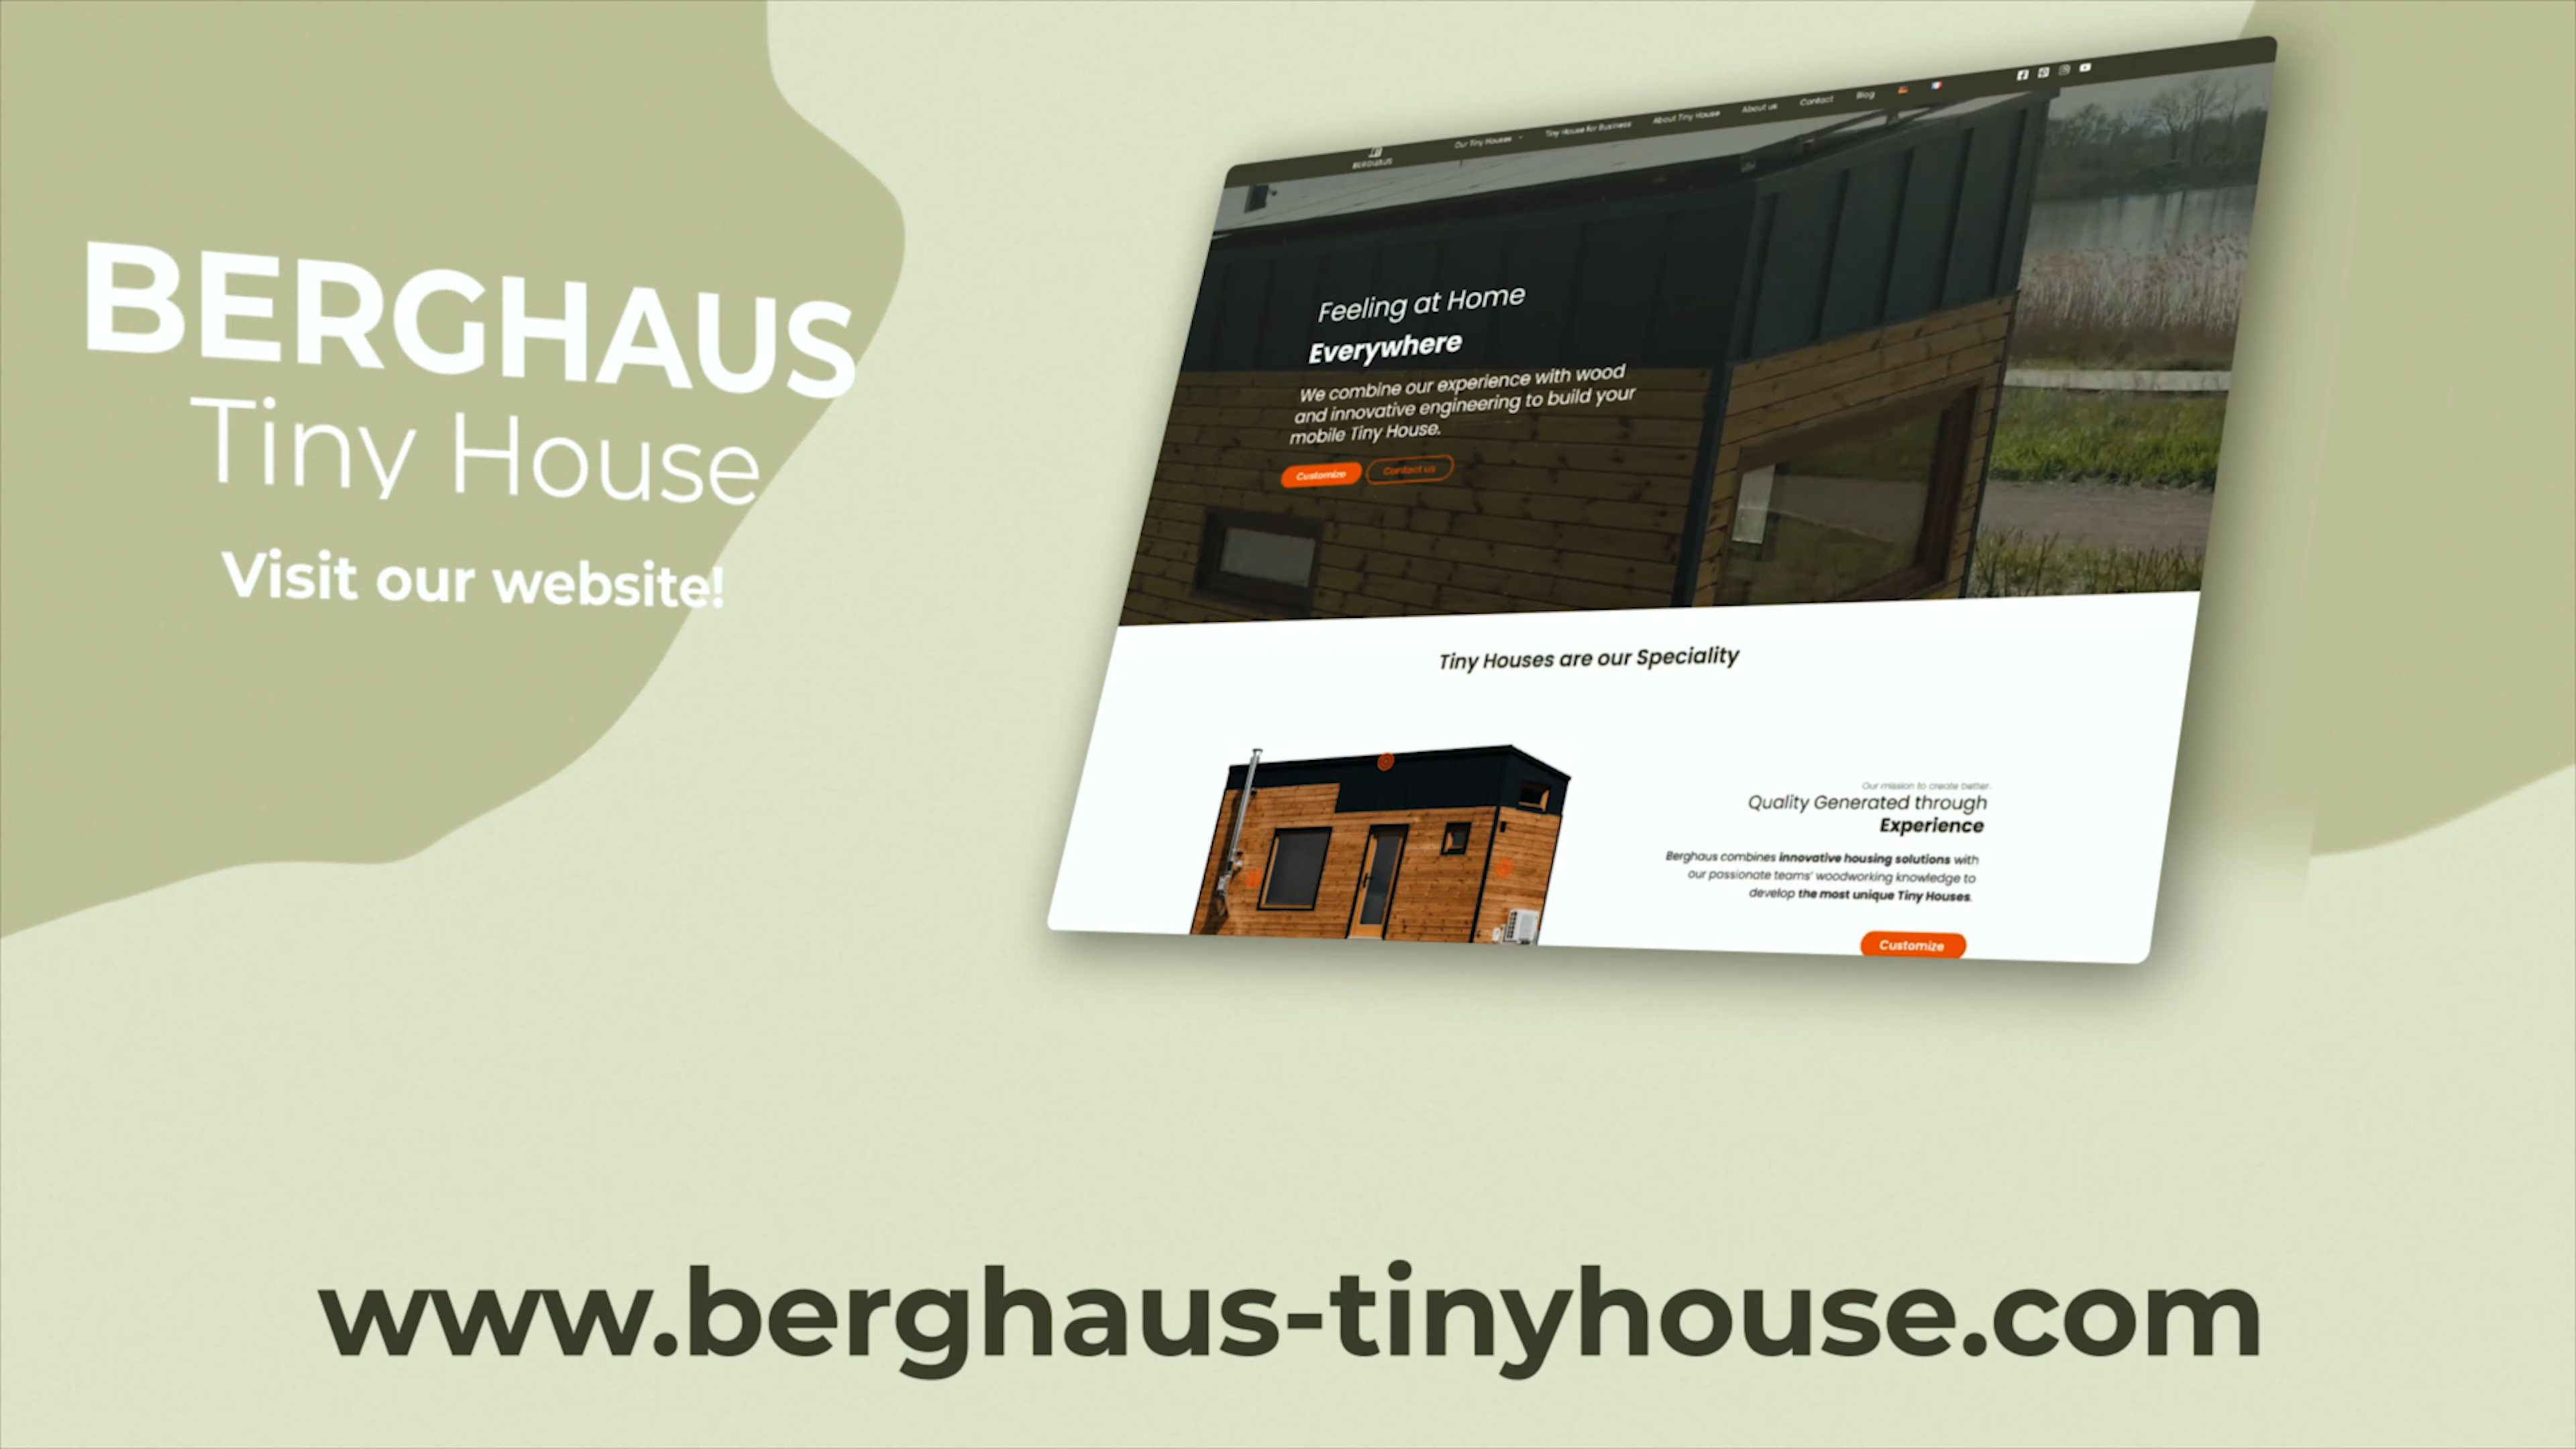 BERGHAUS
Tiny House
Visit our website!
BERGHAUS
Our Tiny Houses
Tiny House for Business
About Tiny House
About us
Contact
Blog
Feeling at Home
Everywhere
We combine our experience with wood
and innovative engineering to build your
mobile Tiny House.
Customize
Contact us
Tiny Houses are our Speciality
Our mission to create better.
Quality Generated through
Experience
Berghaus combines innovative housing solutions with
our passionate teams' woodworking knowledge to
develop the most unique Tiny Houses.
Customize
www.berghaus-tinyhouse.com